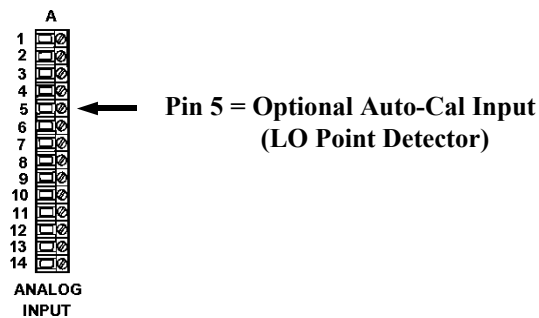 A
1
2
3
4
5
6
7
8
9
10
11
12
13
14
Pin 5 = Optional Auto-Cal Input
(LO Point Detector)
ANALOG
INPUT